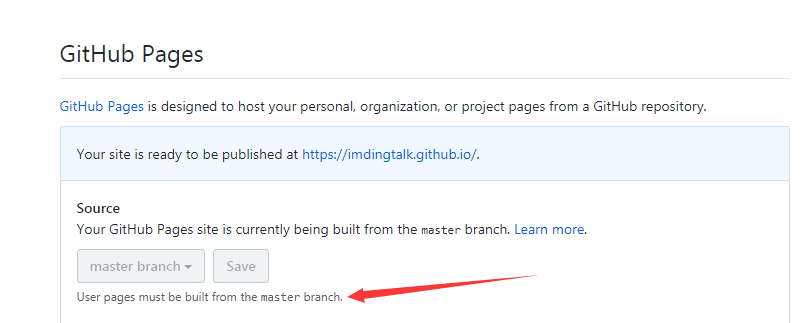 GitHub Pages
GitHub Pages is designed to host your personal, organization, or project pages from a GitHub repository.
Your site is ready to be published at https://imdingtalk.github.io/.
Source
Your GitHub Pages site is currently being built from the master branch. Learn more.
master branch Save
User pages must be built from the master branch.